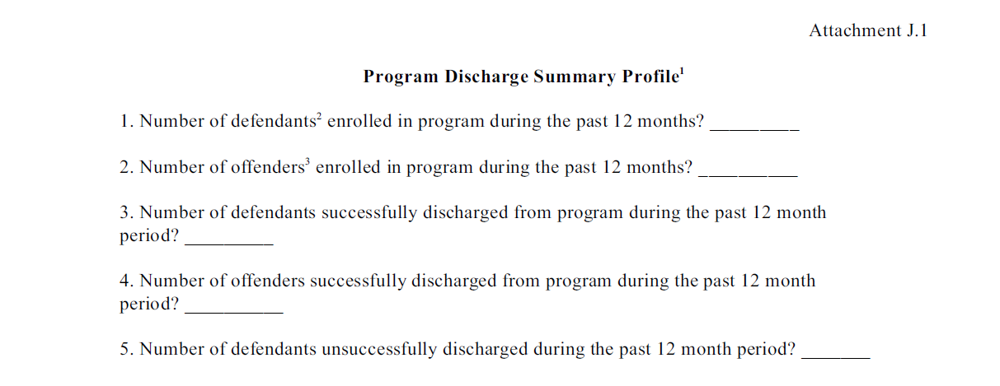 Attachment J.1
Program Discharge Summary Profile¹
1. Number of defendants² enrolled in program during the past 12 months? _________
2. Number of offenders³ enrolled in program during the past 12 months? __________
3. Number of defendants successfully discharged from program during the past 12 month
period? _________
4. Number of offenders successfully discharged from program during the past 12 month
period? __________
5. Number of defendants unsuccessfully discharged during the past 12 month period? _______